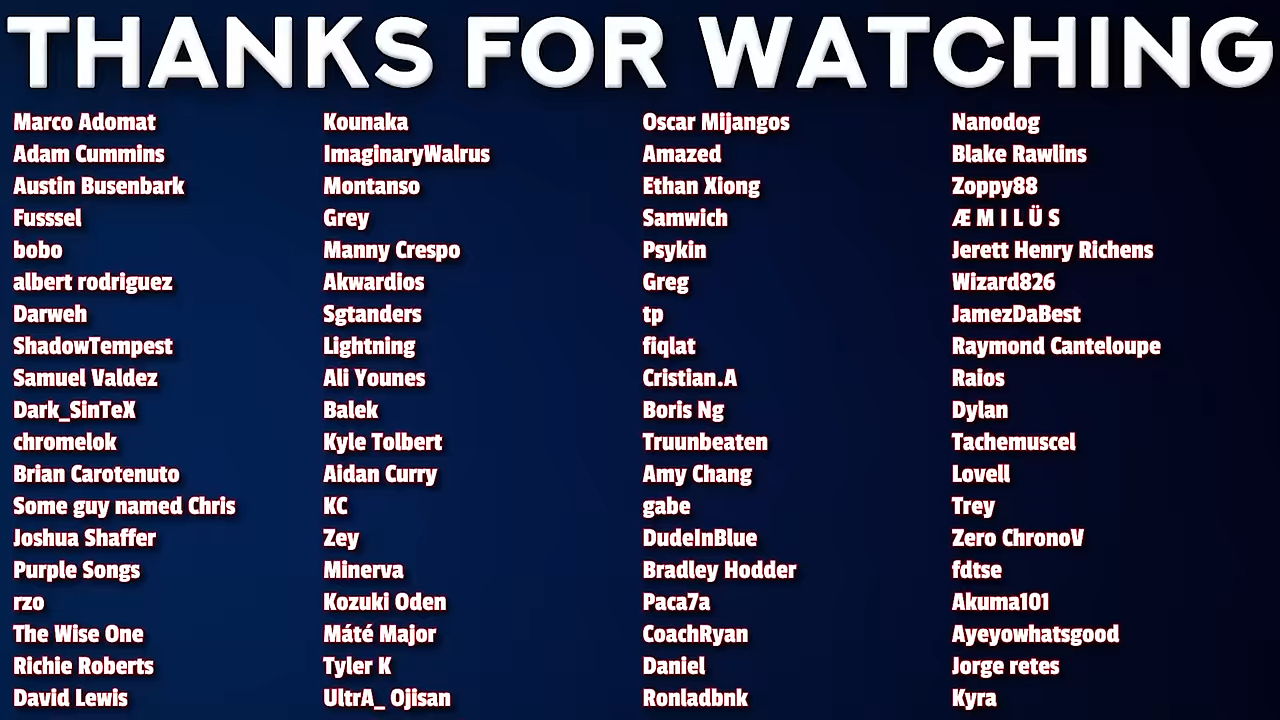 THANKS FOR WATCHING
Marco Adomat
Adam Cummins
Austin Busenbark
Fusssel
bobo
albert rodriguez
Darweh
ShadowTempest
Samuel Valdez
Dark_SinTeX
chromelok
Brian Carotenuto
Some guy named Chris
Joshua Shaffer
Purple Songs
rzo
The Wise One
Richie Roberts
David Lewis
Kounaka
ImaginaryWalrus
Montanso
Grey
Manny Crespo
Akwardios
Sgtanders
Lightning
Ali Younes
Balek
Kyle Tolbert
Aidan Curry
KC
Zey
Minerva
Kozuki Oden
Máté Major
Tyler K
UltrA_ Ojisan
Oscar Mijangos
Amazed
Ethan Xiong
Samwich
Psykin
Greg
tp
fiqlat
Cristian.A
Boris Ng
Truunbeaten
Amy Chang
gabe
DudeInBlue
Bradley Hodder
Paca7a
CoachRyan
Daniel
Ronladbnk
Nanodog
Blake Rawlins
Zoppy88
Æ M I L Ü S
Jerett Henry Richens
Wizard826
JamezDaBest
Raymond Canteloupe
Raios
Dylan
Tachemuscel
Lovell
Trey
Zero ChronoV
fdtse
Akuma101
Ayeyowhatsgood
Jorge retes
Kyra